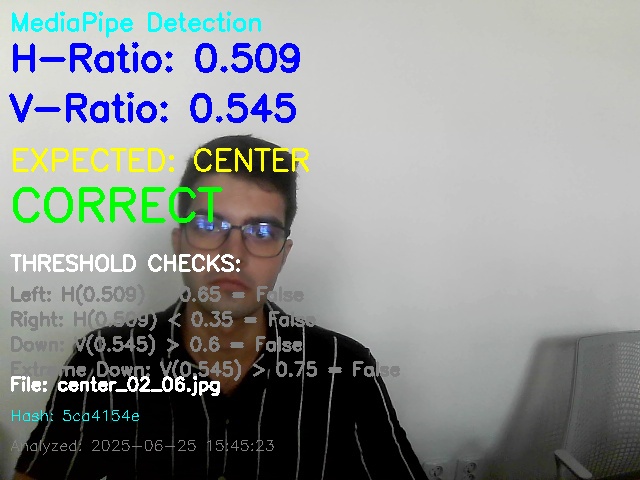 MediaPipe Detection
H-Ratio: 0.509
V-Ratio: 0.545
EXPECTED: CENTER
CORRECT
THRESHOLD CHECKS:
Left: H(0.509) 0.65 = False
Right: H(0.509) < 0.35 = False
Down: V(0.545) > 0.6 = False
Extreme Down: V(0.545) > 0.75 = False
File: center_02_06.jpg
Hash: 5ca4154e
Analyzed: 2025-06-25 15:45:23